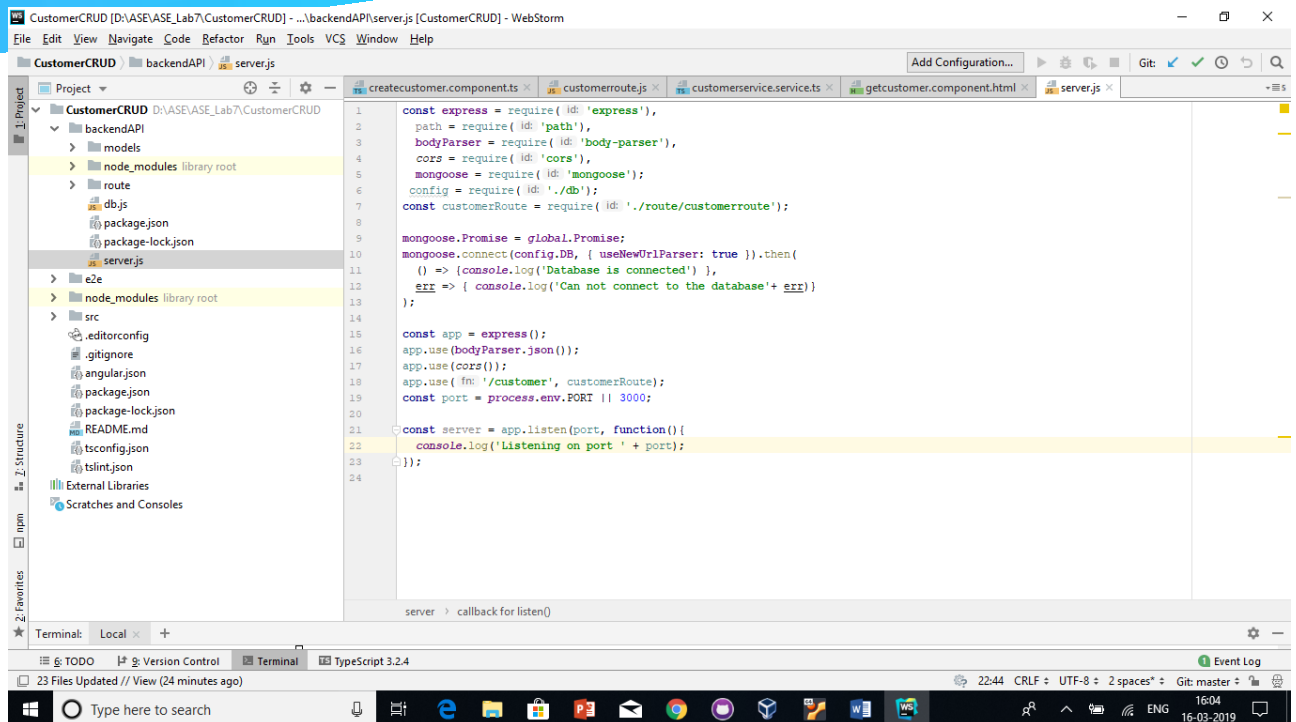 WS CustomerCRUD [D:\ASE\ASE_Lab7\CustomerCRUD] - ...\backendAPI\server.js [CustomerCRUD] - WebStorm
File Edit View Navigate Code Refactor Run Tools VCS Window Help
CustomerCRUD backendAPI server.js Add Configuration... Git:
Project createcustomer.component.ts customerroute.js customerservice.service.ts getcustomer.component.html server.js
1: Project
CustomerCRUD D:\ASE\ASE_Lab7\CustomerCRUD
backendAPI
models
node_modules library root
route
db.js
package.json
package-lock.json
server.js
e2e
node_modules library root
src
.editorconfig
.gitignore
angular.json
package.json
package-lock.json
README.md
tsconfig.json
tslint.json
External Libraries
Scratches and Consoles
7: Structure
npm
2: Favorites
1 const express = require( id: 'express'),
2 path = require( id: 'path'),
3 bodyParser = require( id: 'body-parser'),
4 cors = require( id: 'cors'),
5 mongoose = require( id: 'mongoose');
6 config = require( id: './db');
7 const customerRoute = require( id: './route/customerroute');
8
9 mongoose.Promise = global.Promise;
10 mongoose.connect(config.DB, { useNewUrlParser: true }).then(
11 () => {console.log('Database is connected') },
12 err => { console.log('Can not connect to the database'+ err)}
13 );
14
15 const app = express();
16 app.use(bodyParser.json());
17 app.use(cors());
18 app.use( fn: '/customer', customerRoute);
19 const port = process.env.PORT || 3000;
20
21 const server = app.listen(port, function(){
22 console.log('Listening on port ' + port);
23 });
24
server › callback for listen()
Terminal: Local +
6: TODO 9: Version Control Terminal TypeScript 3.2.4 1 Event Log
23 Files Updated // View (24 minutes ago) 22:44 CRLF UTF-8 2 spaces* Git: master
Type here to search ENG 16:04
16-03-2019